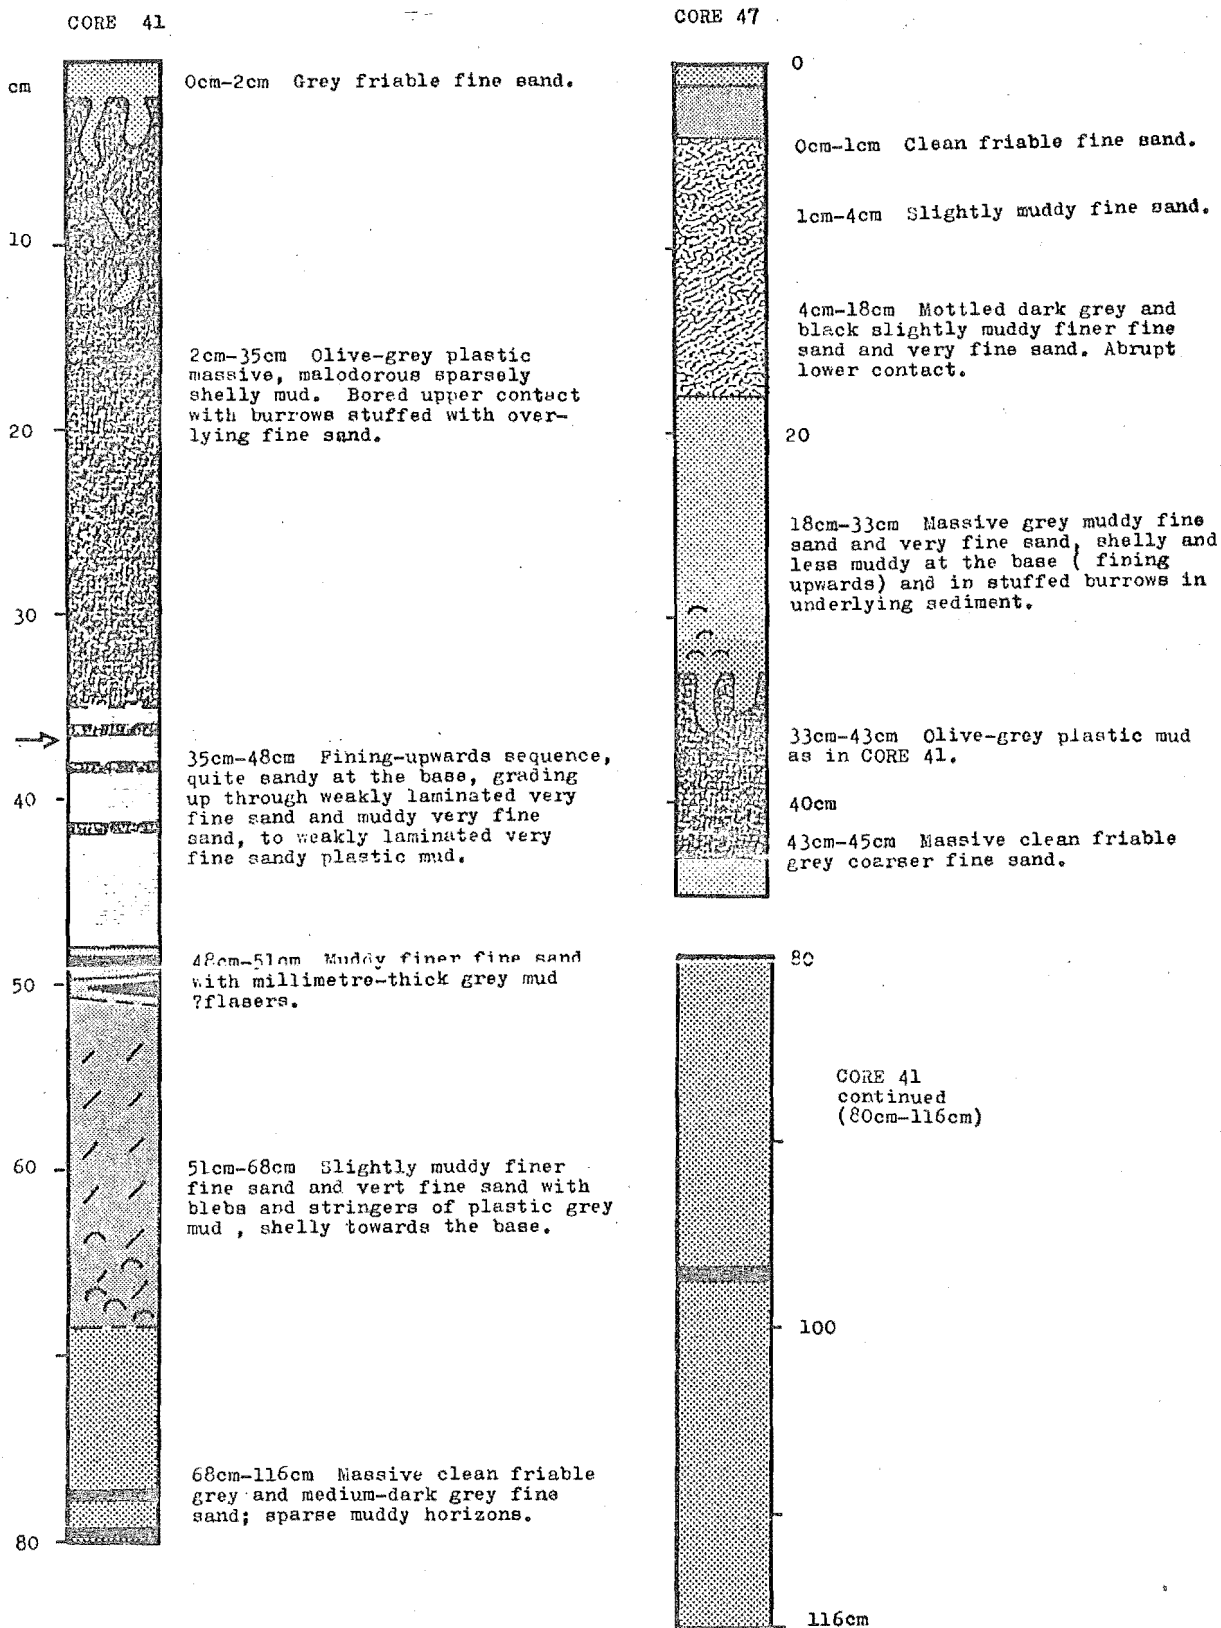 CORE 41
cm
0cm-2cm Grey friable fine sand.
10
2cm-35cm Olive-grey plastic
massive, malodorous sparsely
shelly mud. Bored upper contact
with burrows stuffed with over-
lying fine sand.
20
30
35cm-48cm Fining-upwards sequence,
quite sandy at the base, grading
up through weakly laminated very
fine sand and muddy very fine
sand, to weakly laminated very
fine sandy plastic mud.
40
48cm-51cm Muddy finer fine sand
with millimetre-thick grey mud
?flasers.
50
60
51cm-68cm Slightly muddy finer
fine sand and vert fine sand with
blebs and stringers of plastic grey
mud , shelly towards the base.
68cm-116cm Massive clean friable
grey and medium-dark grey fine
sand; sparse muddy horizons.
80
CORE 47
0
0cm-1cm Clean friable fine sand.
1cm-4cm Slightly muddy fine sand.
4cm-18cm Mottled dark grey and
black slightly muddy finer fine
sand and very fine sand. Abrupt
lower contact.
20
18cm-33cm Massive grey muddy fine
sand and very fine sand, shelly and
less muddy at the base ( fining
upwards) and in stuffed burrows in
underlying sediment.
33cm-43cm Olive-grey plastic mud
as in CORE 41.
40cm
43cm-45cm Massive clean friable
grey coarser fine sand.
80
CORE 41
continued
(80cm-116cm)
100
116cm